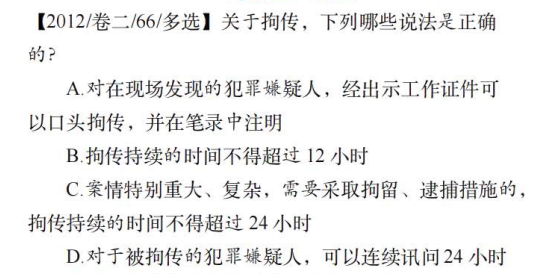 【2012/卷二/66/多选】关于拘传，下列哪些说法是正确
的？
A.对在现场发现的犯罪嫌疑人，经出示工作证件可
以口头拘传，并在笔录中注明
B.拘传持续的时间不得超过 12 小时
C.案情特别重大、复杂，需要采取拘留、逮捕措施的，
拘传持续的时间不得超过 24 小时
D.对于被拘传的犯罪嫌疑人，可以连续讯问 24 小时